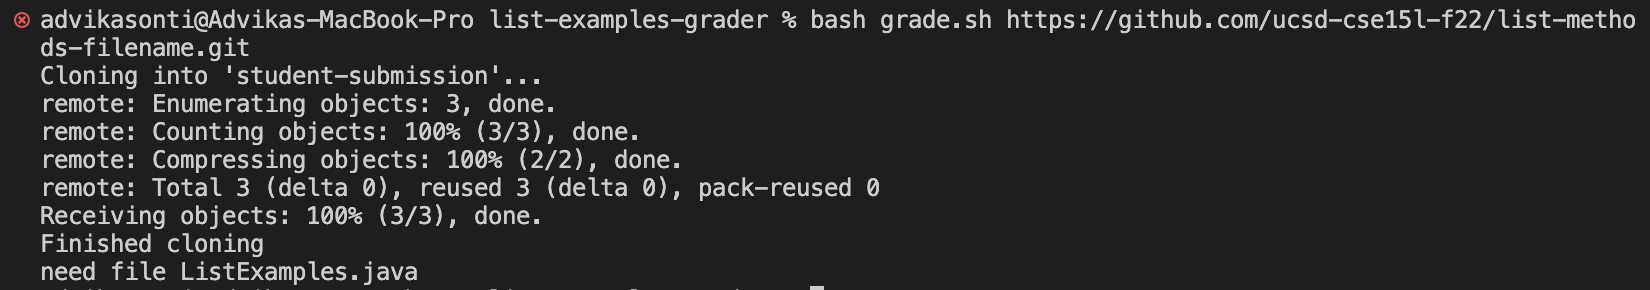 advikasonti@Advikas-MacBook-Pro list-examples-grader % bash grade.sh https://github.com/ucsd-cse15l-f22/list-metho
ds-filename.git
Cloning into 'student-submission'...
remote: Enumerating objects: 3, done.
remote: Counting objects: 100% (3/3), done.
remote: Compressing objects: 100% (2/2), done.
remote: Total 3 (delta 0), reused 3 (delta 0), pack-reused 0
Receiving objects: 100% (3/3), done.
Finished cloning
need file ListExamples.java